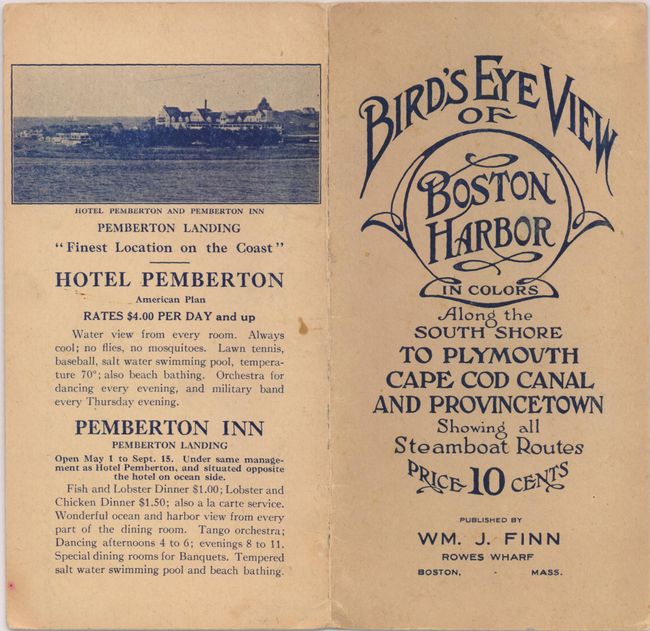 HOTEL PEMBERTON AND PEMBERTON INN
PEMBERTON LANDING
"Finest Location on the Coast"
HOTEL PEMBERTON
American Plan
RATES $4.00 PER DAY and up
Water view from every room. Always
cool; no flies, no mosquitoes. Lawn tennis,
baseball, salt water swimming pool, tempera-
ture 70°; also beach bathing. Orchestra for
dancing every evening, and military band
every Thursday evening.
PEMBERTON INN
PEMBERTON LANDING
Open May 1 to Sept. 15. Under same manage-
ment as Hotel Pemberton, and situated opposite
the hotel on ocean side.
Fish and Lobster Dinner $1.00; Lobster and
Chicken Dinner $1.50; also a la carte service.
Wonderful ocean and harbor view from every
part of the dining room. Tango orchestra;
Dancing afternoons 4 to 6; evenings 8 to 11.
Special dining rooms for Banquets. Tempered
salt water swimming pool and beach bathing.
BIRD'S EYE VIEW
OF
BOSTON
HARBOR
IN COLORS
Along the
SOUTH SHORE
TO PLYMOUTH
CAPE COD CANAL
AND PROVINCETOWN
Showing all
Steamboat Routes
PRICE 10 CENTS
PUBLISHED BY
WM. J. FINN
ROWES WHARF
BOSTON, - MASS.